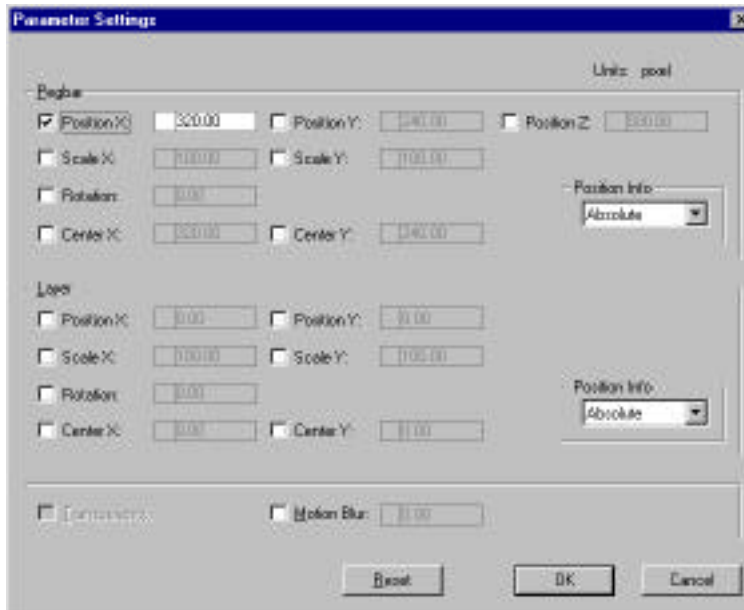 Parameter Settings
Units pixel
Pegbar
Position X: 320.00 Position Y: 240.00 Position Z:
Scale X: 100.00 Scale Y: 100.00
Rotation: 0.00
Position Info
Absolute
Center X: 320.00 Center Y: 240.00
Layer
Position X: 0.00 Position Y: 0.00
Scale X: 100.00 Scale Y: 100.00
Rotation: 0.00
Position Info
Absolute
Center X: 0.00 Center Y: 0.00
Motion Blur: 0.00
Reset OK Cancel